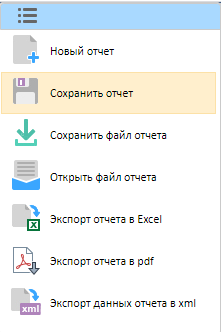 Новый отчет
Сохранить отчет
Сохранить файл отчета
Открыть файл отчета
Экспорт отчета в Excel
Экспорт отчета в pdf
Экспорт данных отчета в xml
xml